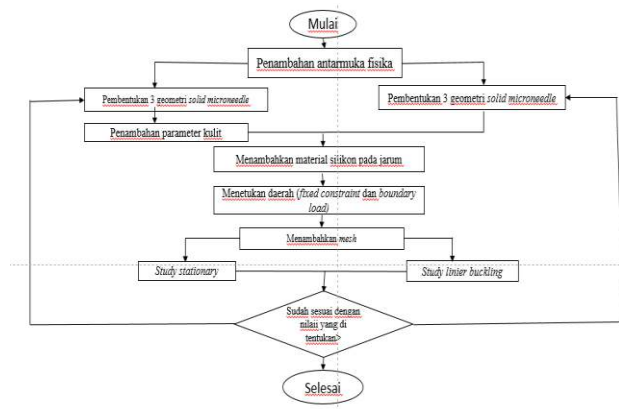 Mulai
Penambahan antarmuka fisika
Pembentukan 3 geometri solid microneedle
Pembentukan 3 geometri solid microneedle
Penambahan parameter kulit
Menambahkan material silikon pada jarum
Menetukan daerah (fixed constraint dan boundary
load)
Menambahkan mesh
Study stationary
Study linier buckling
Sudah sesuai dengan
nilaii yang di
tentukan>
Selesai